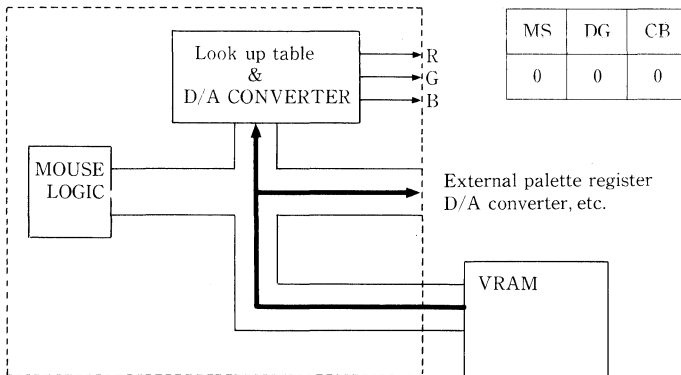 Look up table
&
D/A CONVERTER
R
G
B
MS DG CB
0 0 0
MOUSE
LOGIC
External palette register
D/A converter, etc.
VRAM